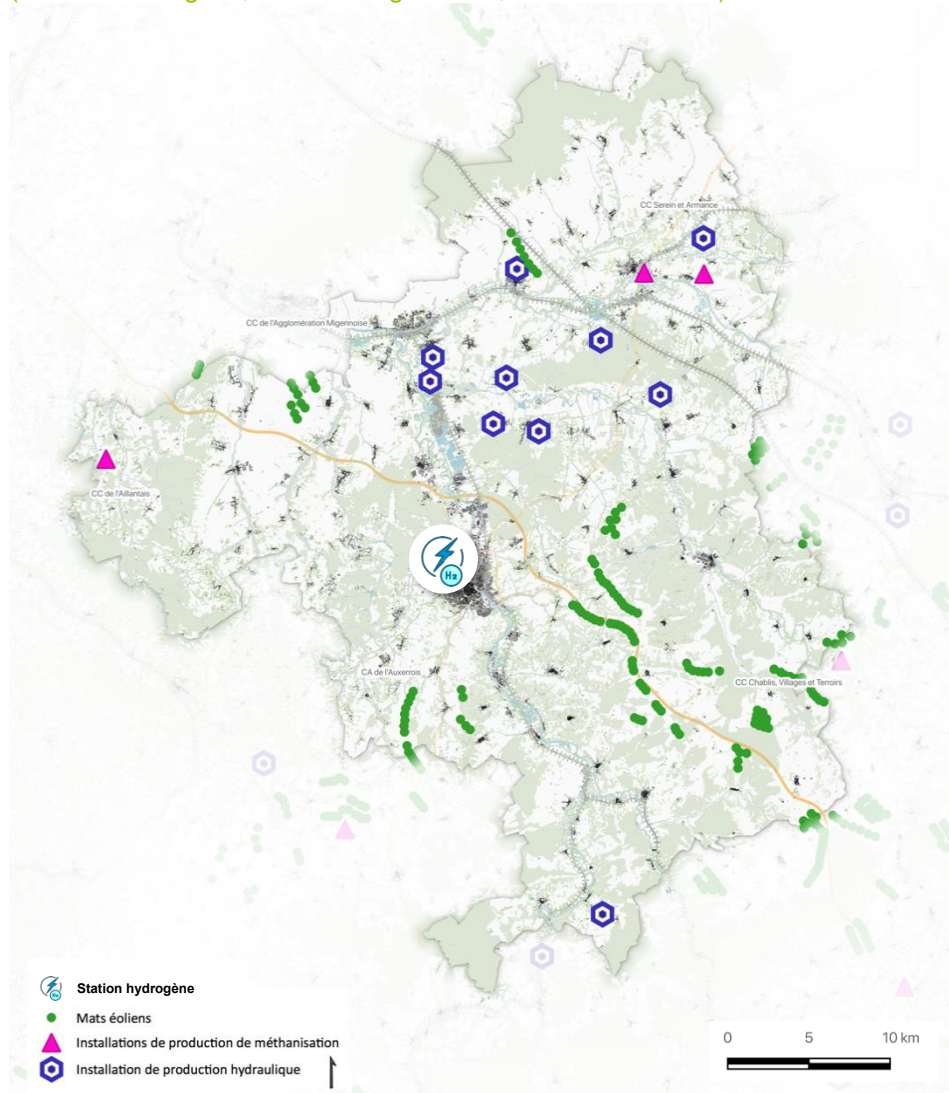 CC Serein et Armance
CC de l'Agglomération Migennoise
CC de l'Aillantais
H2
CA de l'Auxerrois
CC Chablis, Villages et Terroirs
Station hydrogène
Mats éoliens
Installations de production de méthanisation
Installation de production hydraulique
0 5 10 km